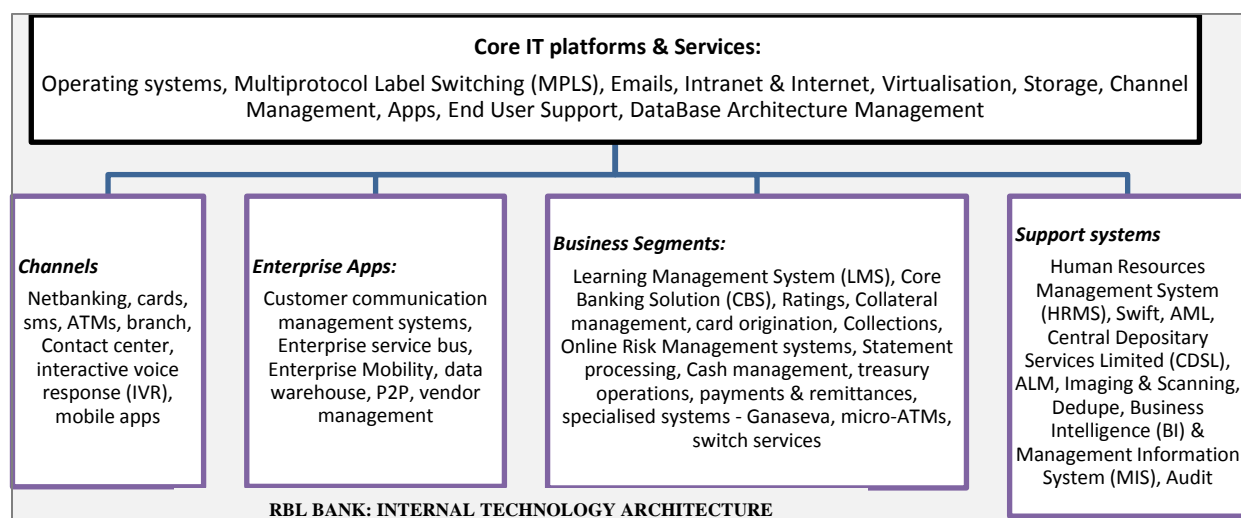 Core IT platforms & Services:
Operating systems, Multiprotocol Label Switching (MPLS), Emails, Intranet & Internet, Virtualisation, Storage, Channel
Management, Apps, End User Support, DataBase Architecture Management
Channels
Netbanking, cards,
sms, ATMs, branch,
Contact center,
interactive voice
response (IVR),
mobile apps
Enterprise Apps:
Customer communication
management systems,
Enterprise service bus,
Enterprise Mobility, data
warehouse, P2P, vendor
management
Business Segments:
Learning Management System (LMS), Core
Banking Solution (CBS), Ratings, Collateral
management, card origination, Collections,
Online Risk Management systems, Statement
processing, Cash management, treasury
operations, payments & remittances,
specialised systems - Ganaseva, micro-ATMs,
switch services
Support systems
Human Resources
Management System
(HRMS), Swift, AML,
Central Depositary
Services Limited (CDSL),
ALM, Imaging & Scanning,
Dedupe, Business
Intelligence (BI) &
Management Information
System (MIS), Audit
RBL BANK: INTERNAL TECHNOLOGY ARCHITECTURE